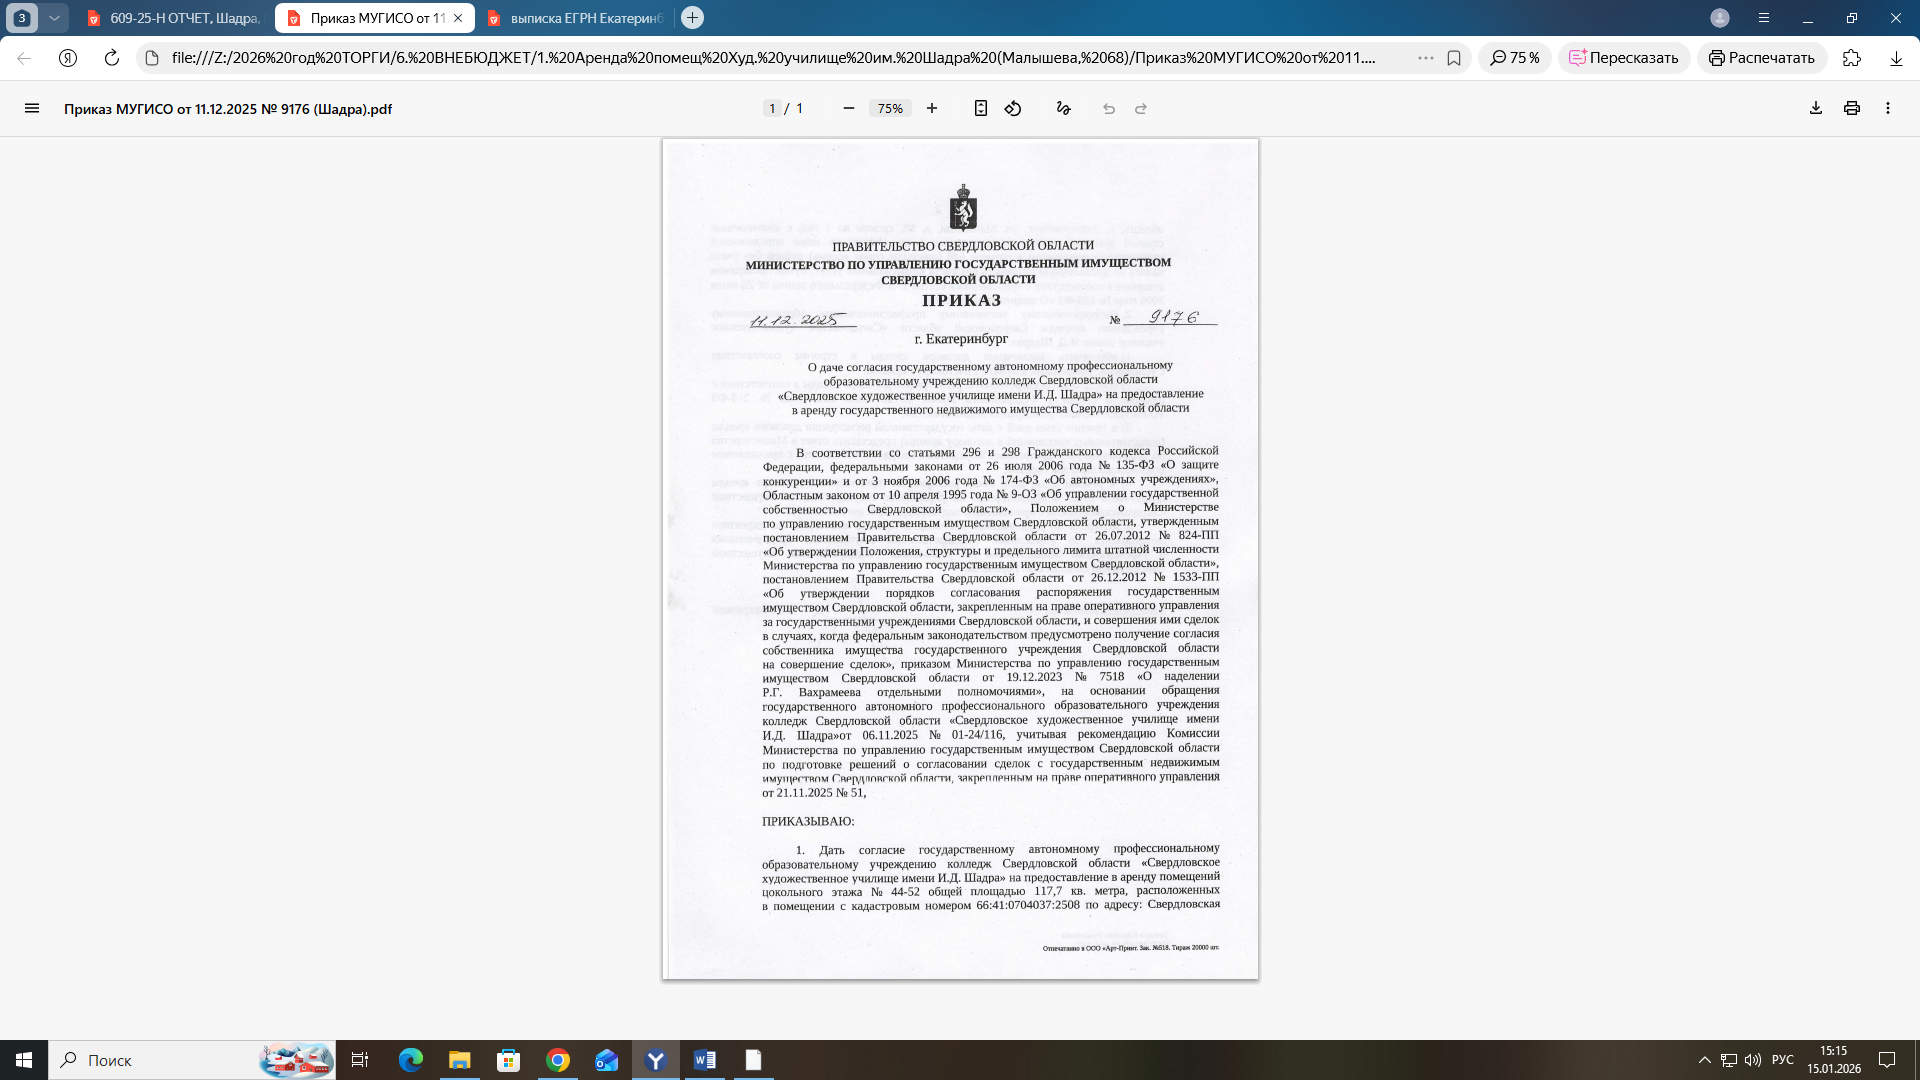 3
609-25-Н ОТЧЕТ, Шадра,
Приказ МУГИСО от 11.
выписка ЕГРН Екатеринб
file:///Z:/2026%20год%20ТОРГИ/6.%20ВНЕБЮДЖЕТ/1.%20Аренда%20помещ%20Худ.%20училище%20им.%20Шадра%20(Малышева,%2068)/Приказ%20МУГИСО%20от%2011....
75 %
Пересказать
Распечатать
Приказ МУГИСО от 11.12.2025 № 9176 (Шадра).pdf
1 / 1
75%
ПРАВИТЕЛЬСТВО СВЕРДЛОВСКОЙ ОБЛАСТИ
МИНИСТЕРСТВО ПО УПРАВЛЕНИЮ ГОСУДАРСТВЕННЫМ ИМУЩЕСТВОМ
СВЕРДЛОВСКОЙ ОБЛАСТИ
ПРИКАЗ
11.12.2025 № 9176
г. Екатеринбург
О даче согласия государственному автономному профессиональному
образовательному учреждению колледж Свердловской области
«Свердловское художественное училище имени И.Д. Шадра» на предоставление
в аренду государственного недвижимого имущества Свердловской области
В соответствии со статьями 296 и 298 Гражданского кодекса Российской
Федерации, федеральными законами от 26 июля 2006 года № 135-ФЗ «О защите
конкуренции» и от 3 ноября 2006 года № 174-ФЗ «Об автономных учреждениях»,
Областным законом от 10 апреля 1995 года № 9-ОЗ «Об управлении государственной
собственностью Свердловской области», Положением о Министерстве
по управлению государственным имуществом Свердловской области, утвержденным
постановлением Правительства Свердловской области от 26.07.2012 № 824-ПП
«Об утверждении Положения, структуры и предельного лимита штатной численности
Министерства по управлению государственным имуществом Свердловской области»,
постановлением Правительства Свердловской области от 26.12.2012 № 1533-ПП
«Об утверждении порядков согласования распоряжения государственным
имуществом Свердловской области, закрепленным на праве оперативного управления
за государственными учреждениями Свердловской области, и совершения ими сделок
в случаях, когда федеральным законодательством предусмотрено получение согласия
собственника имущества государственного учреждения Свердловской области
на совершение сделок», приказом Министерства по управлению государственным
имуществом Свердловской области от 19.12.2023 № 7518 «О наделении
Р.Г. Вахрамеева отдельными полномочиями», на основании обращения
государственного автономного профессионального образовательного учреждения
колледж Свердловской области «Свердловское художественное училище имени
И.Д. Шадра»от 06.11.2025 № 01-24/116, учитывая рекомендацию Комиссии
Министерства по управлению государственным имуществом Свердловской области
по подготовке решений о согласовании сделок с государственным недвижимым
имуществом Свердловской области, закрепленным на праве оперативного управления
от 21.11.2025 № 51,
ПРИКАЗЫВАЮ:
1. Дать согласие государственному автономному профессиональному
образовательному учреждению колледж Свердловской области «Свердловское
художественное училище имени И.Д. Шадра» на предоставление в аренду помещений
цокольного этажа № 44-52 общей площадью 117,7 кв. метра, расположенных
в помещении с кадастровым номером 66:41:0704037:2508 по адресу: Свердловская
Отпечатано в ООО «Арт-Принт. Зак. №518. Тираж 20000 шт.
Поиск
РУС
15:15
15.01.2026